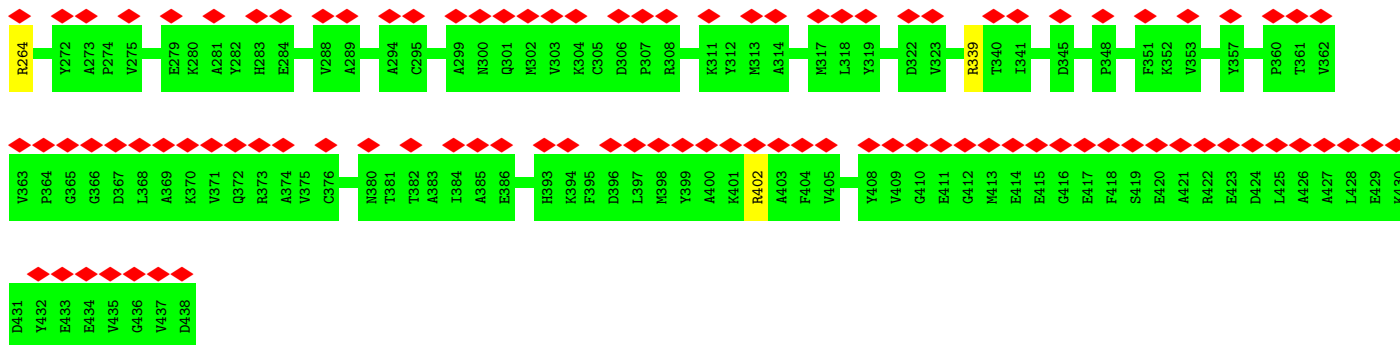 R264 Y272 A273 P274 V275 E279 K280 A281 Y282 H283 E284 V288 A289 A294 C295 A299 N300 Q301 M302 V303 K304 C305 D306 P307 R308 K311 Y312 M313 A314 M317 L318 Y319 D322 V323 R339 T340 I341 D345 P348 F351 K352 V353 Y357 P360 T361 V362
V363 P364 G365 G366 D367 L368 A369 K370 V371 Q372 R373 A374 V375 C376 N380 T381 T382 A383 I384 A385 E386 H393 K394 F395 D396 L397 M398 Y399 A400 K401 R402 A403 F404 V405 Y408 V409 G410 E411 G412 M413 E414 E415 G416 E417 F418 S419 E420 A421 R422 E423 D424 L425 A426 A427 L428 E429 K430
D431 Y432 E433 E434 V435 G436 V437 D438